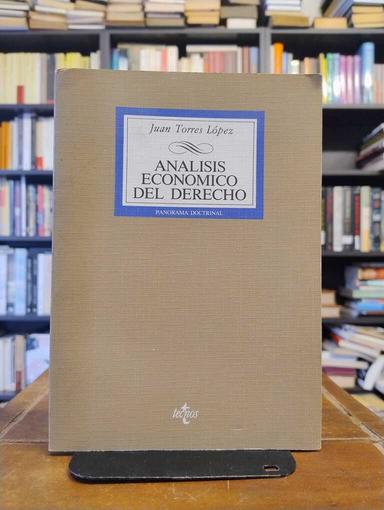 Juan Torres López
ANALISIS
ECONOMICO
DEL DERECHO
PANORAMA DOCTRINAL
tecnos